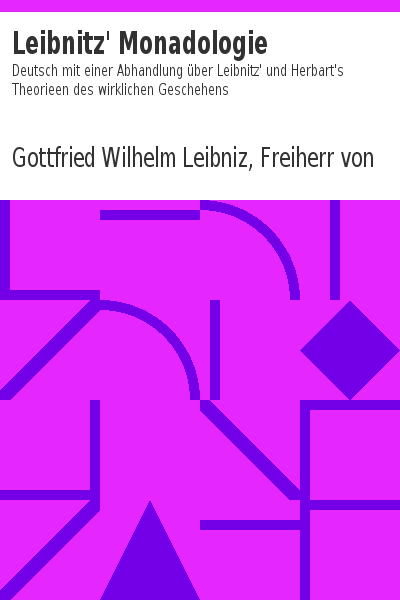 Leibnitz' Monadologie
Deutsch mit einer Abhandlung über Leibnitz' und Herbart's
Theorieen des wirklichen Geschehens
Gottfried Wilhelm Leibniz, Freiherr von